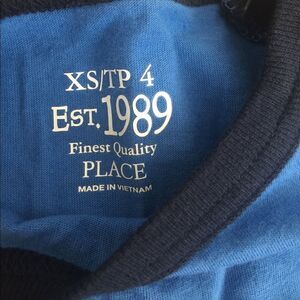 XS/TP 4
EST. 1989
Finest Quality
PLACE
MADE IN VIETNAM